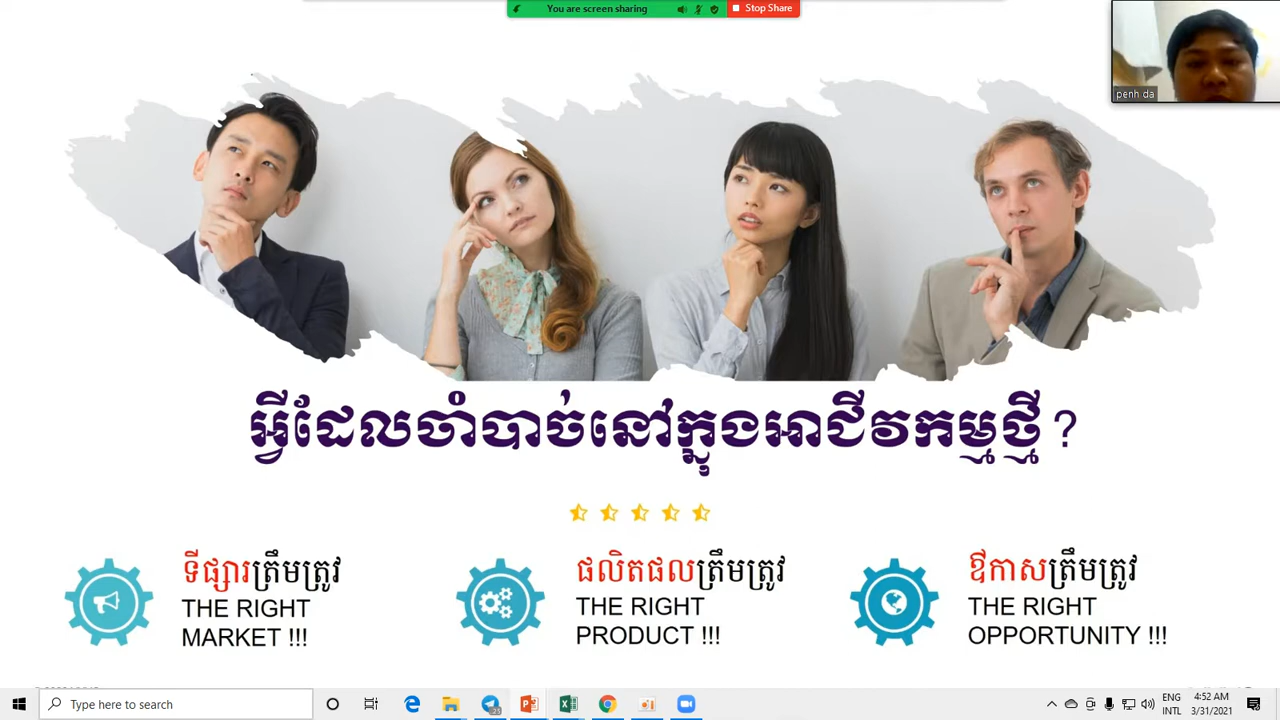 You are screen sharing
Stop Share
penh da
អ្វីដែលចាំបាច់នៅក្នុងអាជីវកម្មថ្មី ?
ទីផ្សារត្រឹមត្រូវ
THE RIGHT
MARKET !!!
ផលិតផលត្រឹមត្រូវ
THE RIGHT
PRODUCT !!!
ឱកាសត្រឹមត្រូវ
THE RIGHT
OPPORTUNITY !!!
Type here to search
21
ENG
INTL
4:52 AM
3/31/2021